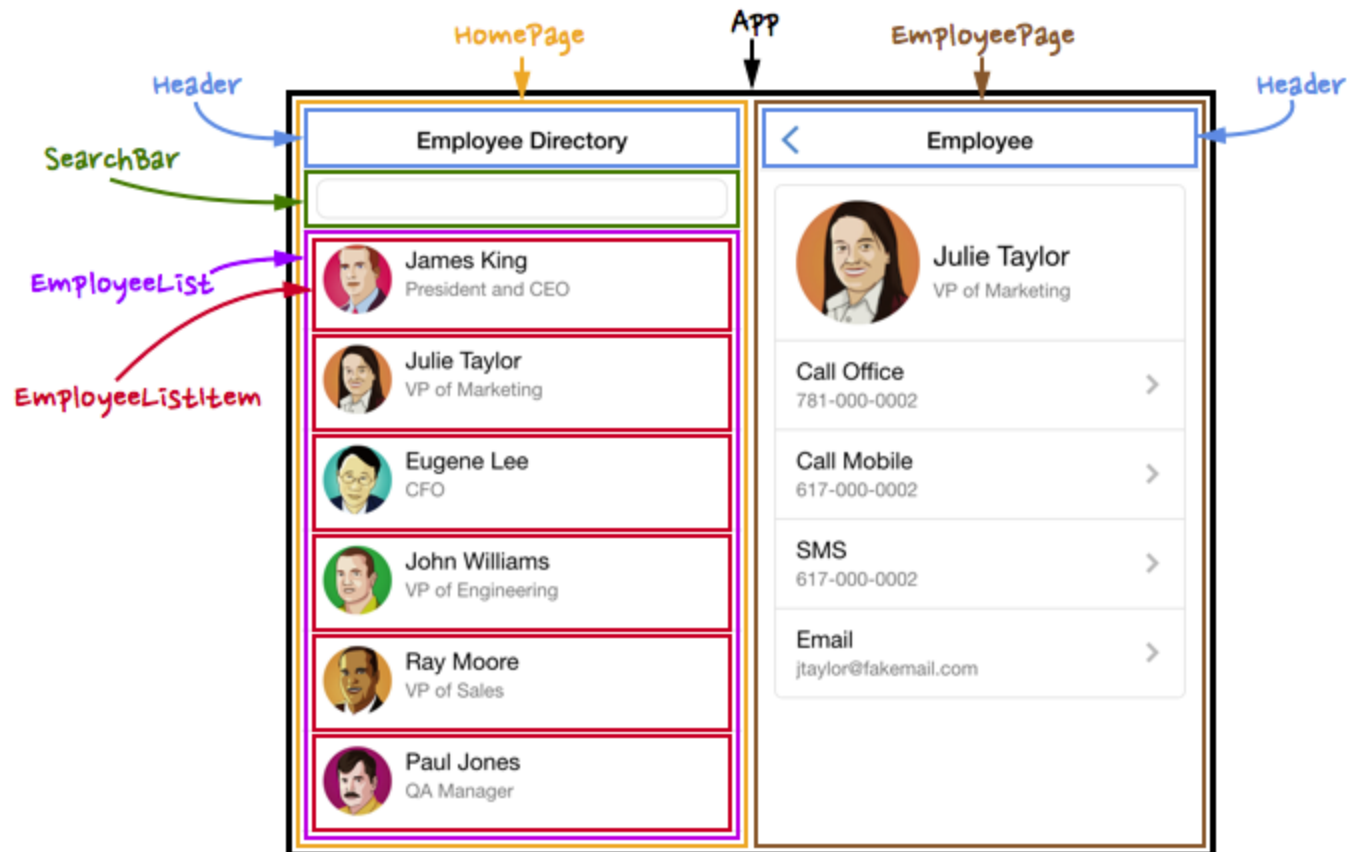 App
HomePage
EmployeePage
Header
Header
Employee Directory
Employee
SearchBar
James King
President and CEO
EmployeeList
Julie Taylor
VP of Marketing
EmployeeListItem
Eugene Lee
CFO
John Williams
VP of Engineering
Ray Moore
VP of Sales
Paul Jones
QA Manager
Julie Taylor
VP of Marketing
Call Office
781-000-0002
Call Mobile
617-000-0002
SMS
617-000-0002
Email
jtaylor@fakemail.com